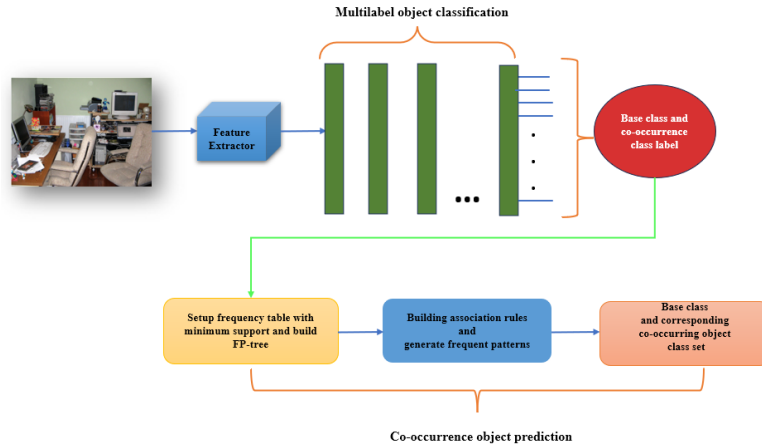 Multilabel object classification
Feature
Extractor
Base class and
co-occurrence
class label
Setup frequency table with
minimum support and build
FP-tree
Building association rules
and
generate frequent patterns
Base class
and corresponding
co-occurring object
class set
Co-occurrence object prediction